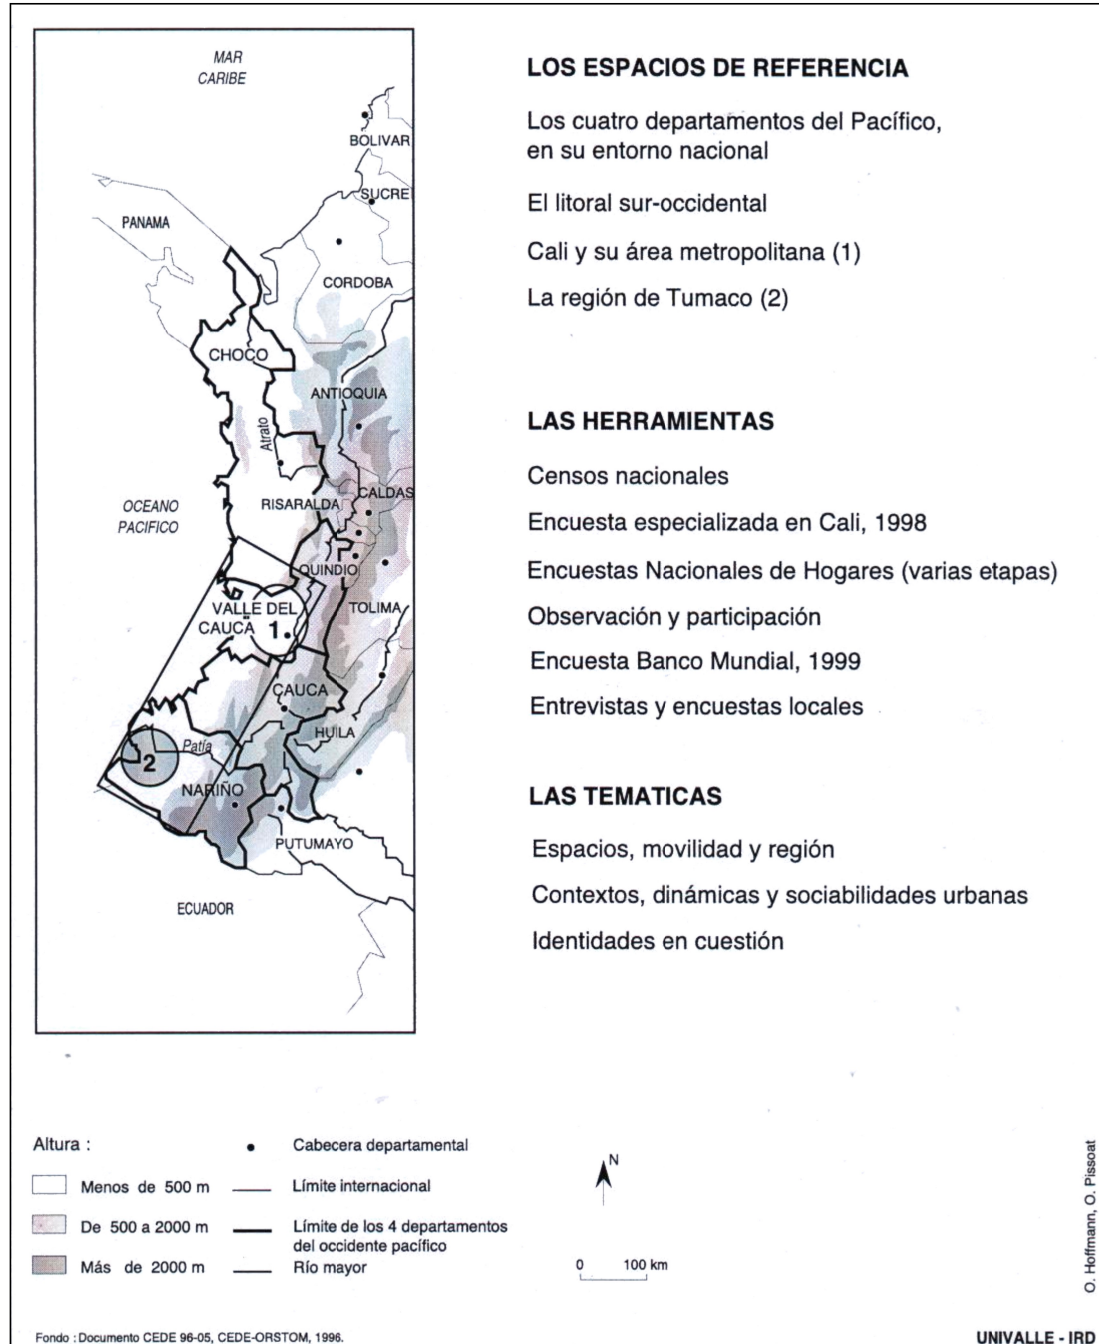 MAR
CARIBE
BOLIVAR
SUCRE
PANAMA
CORDOBA
CHOCO
ANTIOQUIA
Atrato
CALDAS
OCEANO
PACIFICO
RISARALDA
QUINDIO
VALLE DEL
CAUCA
1
TOLIMA
CAUCA
HUILA
Patía
2
NARIÑO
PUTUMAYO
ECUADOR
LOS ESPACIOS DE REFERENCIA
Los cuatro departamentos del Pacífico,
en su entorno nacional
El litoral sur-occidental
Cali y su área metropolitana (1)
La región de Tumaco (2)
LAS HERRAMIENTAS
Censos nacionales
Encuesta especializada en Cali, 1998
Encuestas Nacionales de Hogares (varias etapas)
Observación y participación
Encuesta Banco Mundial, 1999
Entrevistas y encuestas locales
LAS TEMATICAS
Espacios, movilidad y región
Contextos, dinámicas y sociabilidades urbanas
Identidades en cuestión
Altura :
Menos de 500 m
De 500 a 2000 m
Más de 2000 m
Cabecera departamental
Límite internacional
Límite de los 4 departamentos
del occidente pacífico
Río mayor
N
0 100 km
O. Hoffmann, O. Pissoat
Fondo : Documento CEDE 96-05, CEDE-ORSTOM, 1996.
UNIVALLE - IRD